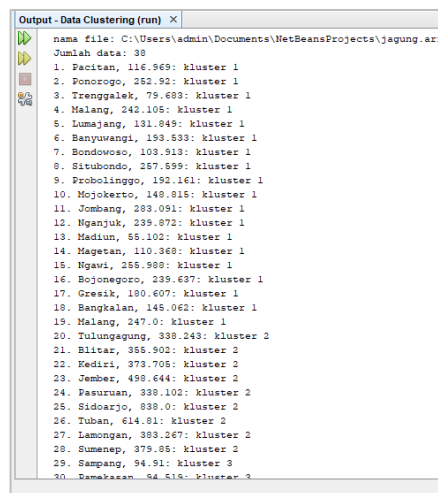 Output - Data Clustering (run) ×
nama file: C:\Users\admin\Documents\NetBeansProjects\jagung.ar
Jumlah data: 38
1. Pacitan, 116.969: kluster 1
2. Ponorogo, 252.92: kluster 1
3. Trenggalek, 79.683: kluster 1
4. Malang, 242.105: kluster 1
5. Lumajang, 131.849: kluster 1
6. Banyuwangi, 193.533: kluster 1
7. Bondowoso, 103.913: kluster 1
8. Situbondo, 257.599: kluster 1
9. Probolinggo, 192.161: kluster 1
10. Mojokerto, 148.815: kluster 1
11. Jombang, 283.091: kluster 1
12. Nganjuk, 239.872: kluster 1
13. Madiun, 55.102: kluster 1
14. Magetan, 110.368: kluster 1
15. Ngawi, 255.988: kluster 1
16. Bojonegoro, 239.637: kluster 1
17. Gresik, 180.607: kluster 1
18. Bangkalan, 145.062: kluster 1
19. Malang, 247.0: kluster 1
20. Tulungagung, 338.243: kluster 2
21. Blitar, 355.902: kluster 2
22. Kediri, 373.705: kluster 2
23. Jember, 498.644: kluster 2
24. Pasuruan, 338.102: kluster 2
25. Sidoarjo, 838.0: kluster 2
26. Tuban, 614.81: kluster 2
27. Lamongan, 383.267: kluster 2
28. Sumenep, 379.85: kluster 2
29. Sampang, 94.91: kluster 3
30. Pamekasan, 94.519: kluster 3